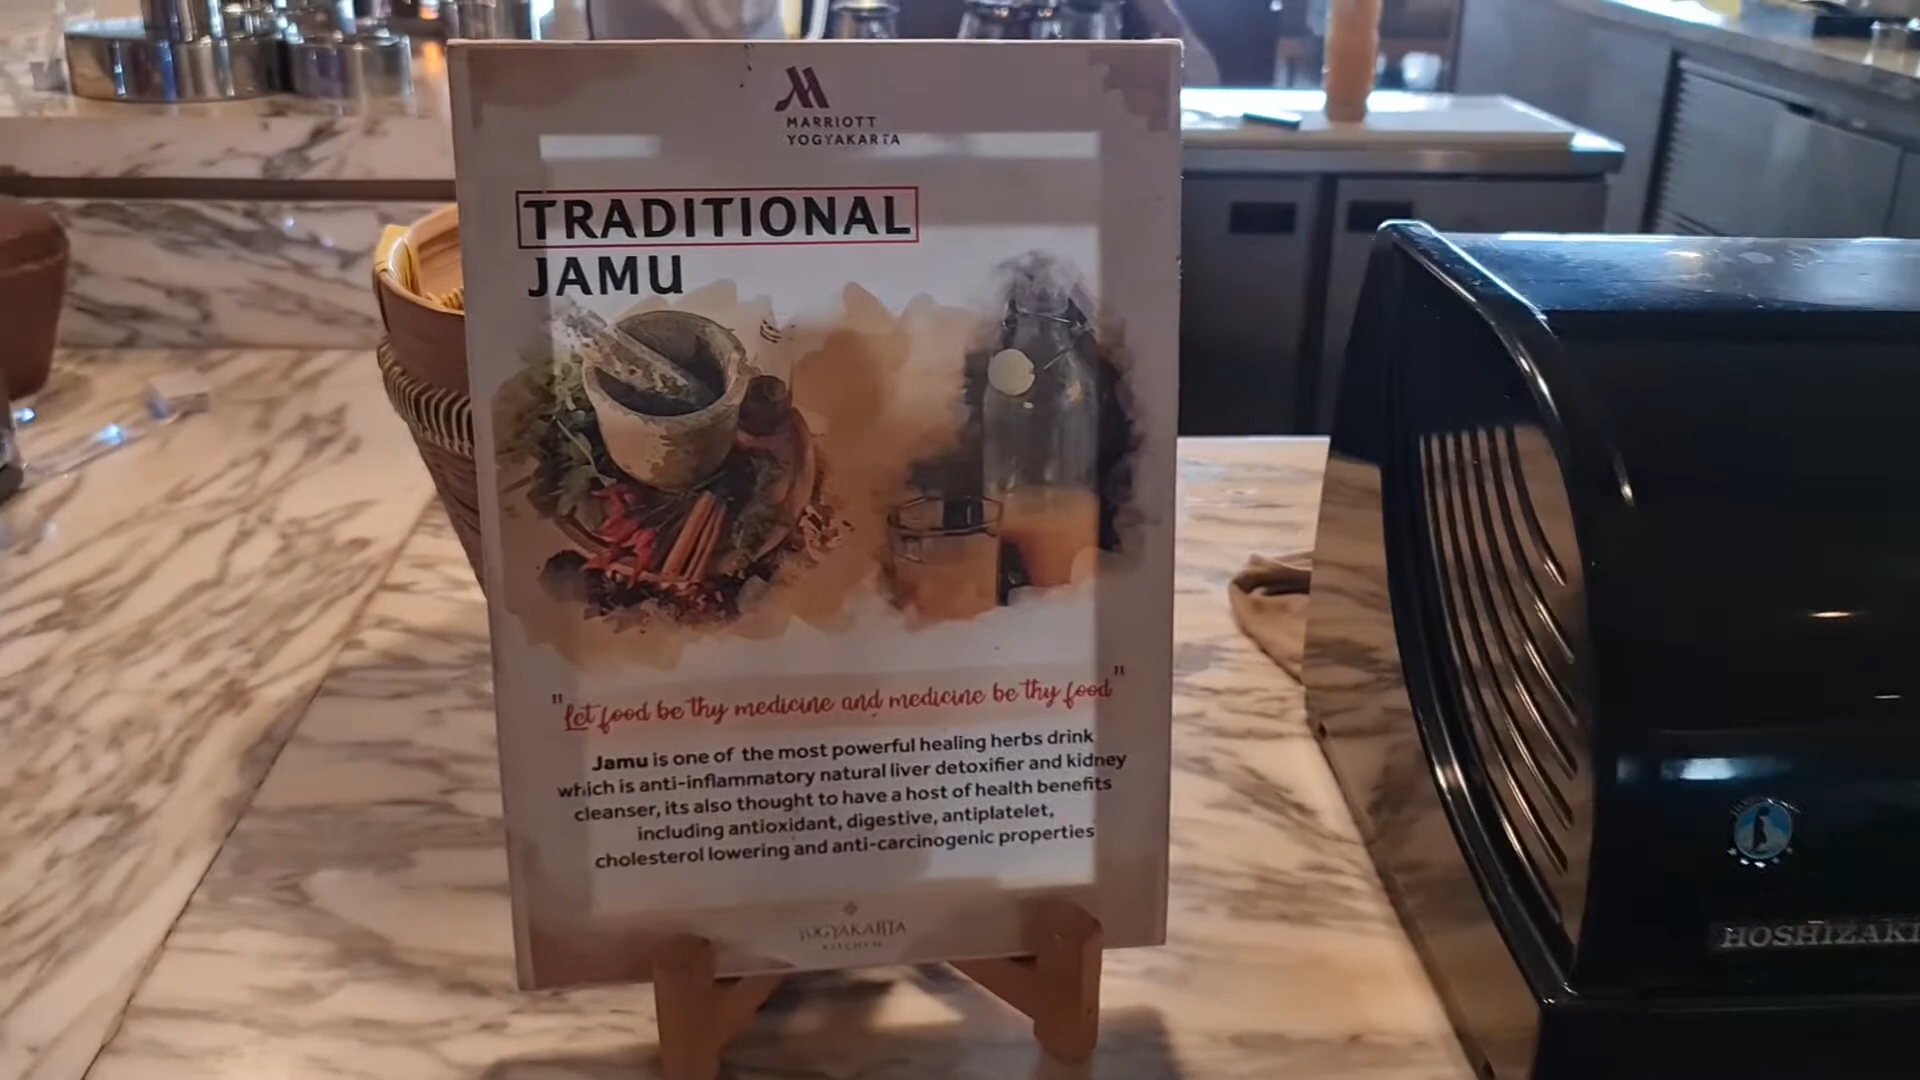 MARRIOTT
YOGYAKARTA
TRADITIONAL
JAMU
"Let food be thy medicine and medicine be thy food"
Jamu is one of the most powerful healing herbs drink
which is anti-inflammatory natural liver detoxifier and kidney
cleanser, its also thought to have a host of health benefits
including antioxidant, digestive, antiplatelet,
cholesterol lowering and anti-carcinogenic properties
YOGYAKARTA
KITCHEN
HOSHIZAKI